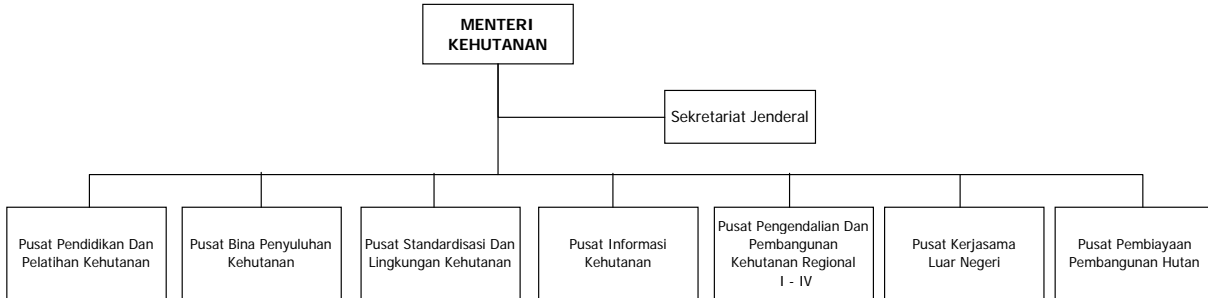 MENTERI
KEHUTANAN
Sekretariat Jenderal
Pusat Pendidikan Dan
Pelatihan Kehutanan
Pusat Bina Penyuluhan
Kehutanan
Pusat Standardisasi Dan
Lingkungan Kehutanan
Pusat Informasi
Kehutanan
Pusat Pengendalian Dan
Pembangunan
Kehutanan Regional
I - IV
Pusat Kerjasama
Luar Negeri
Pusat Pembiayaan
Pembangunan Hutan